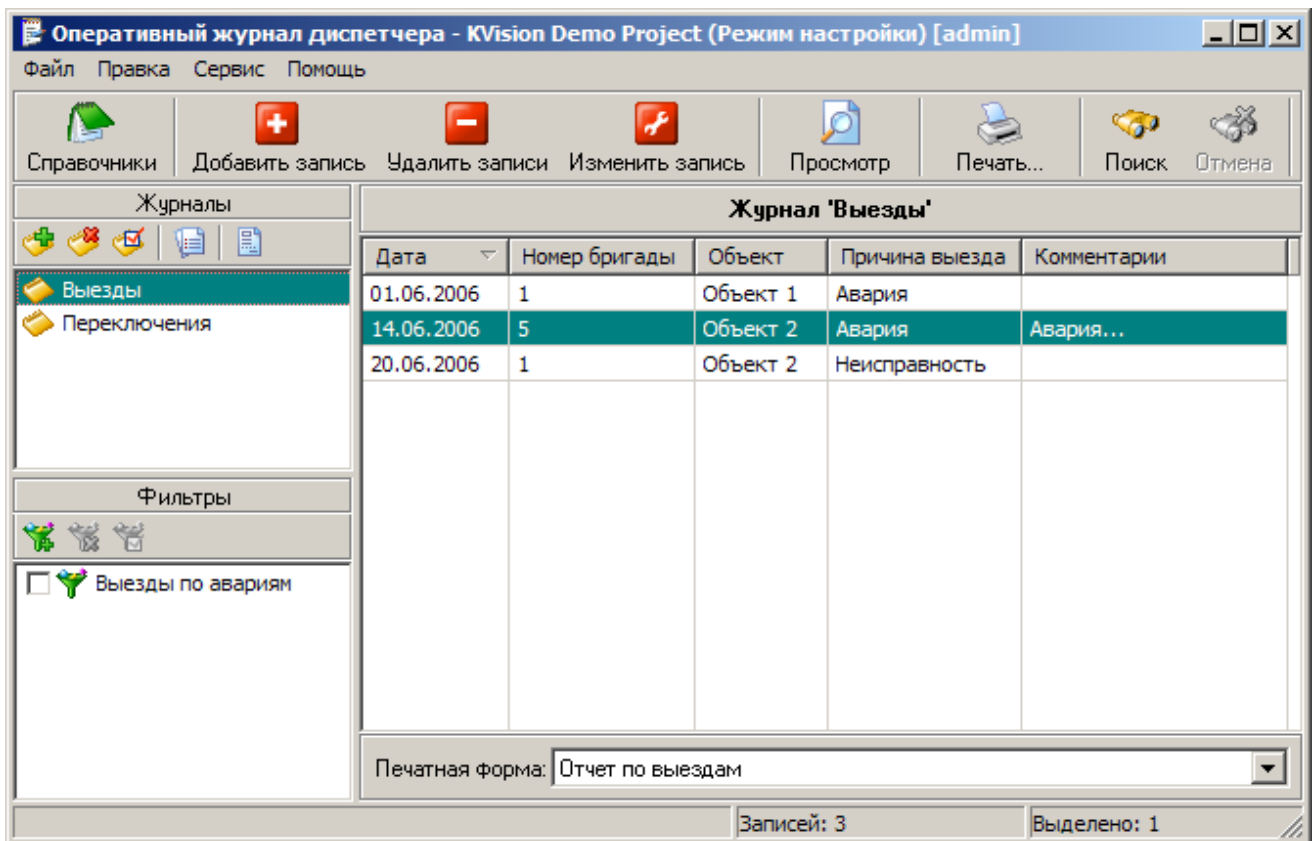 Оперативный журнал диспетчера - KVision Demo Project (Режим настройки) [admin]
Файл Правка Сервис Помощь
Справочники Добавить запись Удалить записи Изменить запись Просмотр Печать... Поиск Отмена
Журналы
Выезды
Переключения
Фильтры
Выезды по авариям
Журнал 'Выезды'
Дата Номер бригады Объект Причина выезда Комментарии
01.06.2006 1 Объект 1 Авария
14.06.2006 5 Объект 2 Авария Авария...
20.06.2006 1 Объект 2 Неисправность
Печатная форма: Отчет по выездам
Записей: 3 Выделено: 1